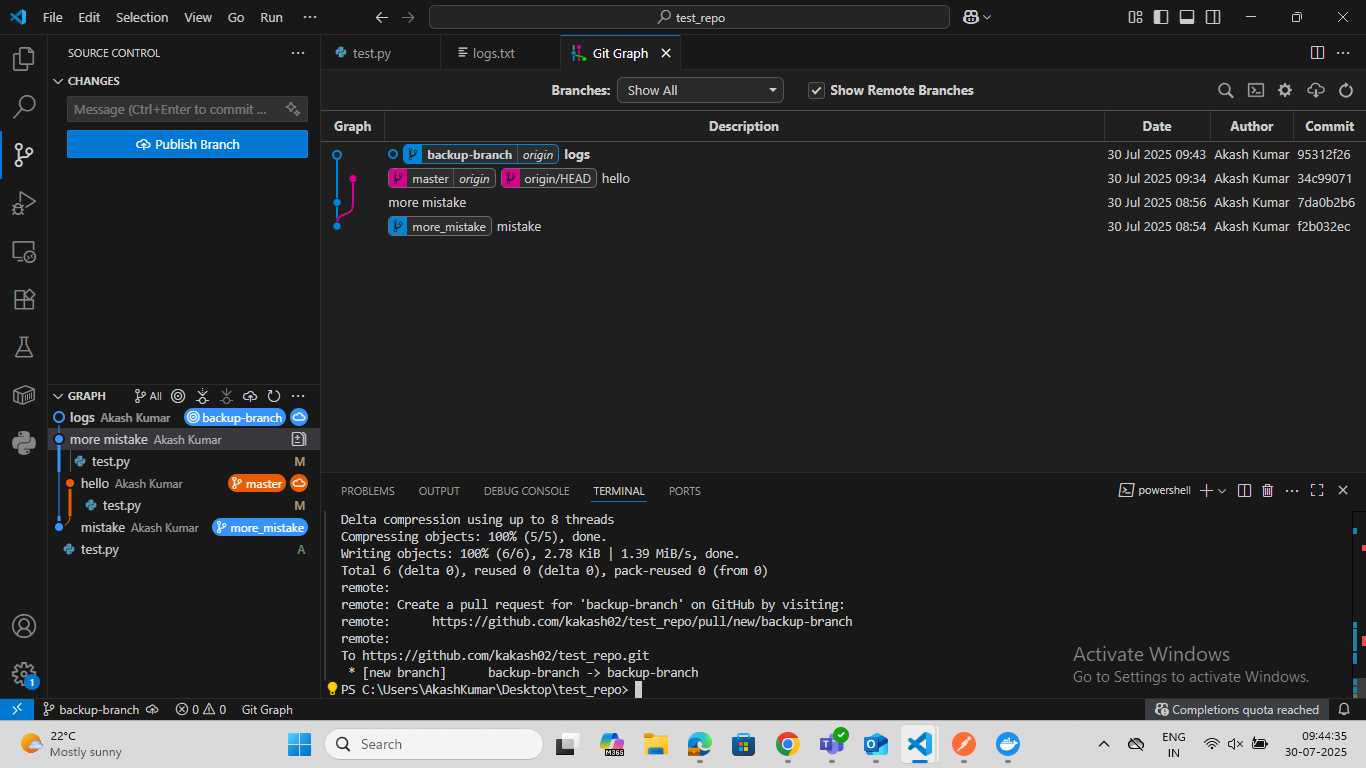 File Edit Selection View Go Run ···
test_repo
SOURCE CONTROL
CHANGES
Message (Ctrl+Enter to commit ...
Publish Branch
test.py
logs.txt
Git Graph
Branches: Show All Show Remote Branches
Graph Description Date Author Commit
backup-branch origin logs 30 Jul 2025 09:43 Akash Kumar 95312f26
master origin origin/HEAD hello 30 Jul 2025 09:34 Akash Kumar 34c99071
more mistake 30 Jul 2025 08:56 Akash Kumar 7da0b2b6
more_mistake mistake 30 Jul 2025 08:54 Akash Kumar f2b032ec
GRAPH All
logs Akash Kumar backup-branch
more mistake Akash Kumar
test.py M
hello Akash Kumar master
test.py M
mistake Akash Kumar more_mistake
test.py A
PROBLEMS OUTPUT DEBUG CONSOLE TERMINAL PORTS
powershell
Delta compression using up to 8 threads
Compressing objects: 100% (5/5), done.
Writing objects: 100% (6/6), 2.78 KiB | 1.39 MiB/s, done.
Total 6 (delta 0), reused 0 (delta 0), pack-reused 0 (from 0)
remote:
remote: Create a pull request for 'backup-branch' on GitHub by visiting:
remote:      https://github.com/kakash02/test_repo/pull/new/backup-branch
remote:
To https://github.com/kakash02/test_repo.git
 * [new branch]      backup-branch -> backup-branch
PS C:\Users\AkashKumar\Desktop\test_repo>
Activate Windows
Go to Settings to activate Windows.
1
backup-branch 0 0 Git Graph
Completions quota reached
22°C
Mostly sunny
Search
M365
ENG
IN
09:44:35
30-07-2025